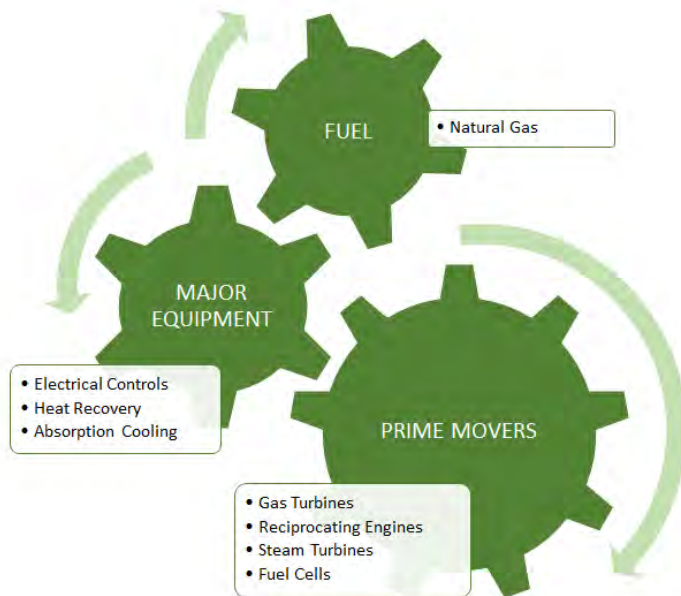 FUEL
• Natural Gas
MAJOR
EQUIPMENT
• Electrical Controls
• Heat Recovery
• Absorption Cooling
PRIME MOVERS
• Gas Turbines
• Reciprocating Engines
• Steam Turbines
• Fuel Cells